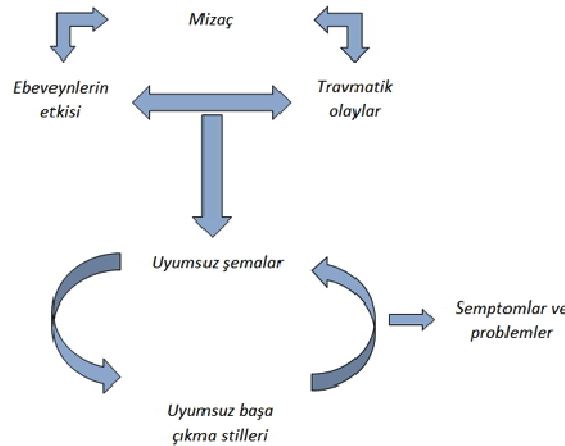 Mizaç
Ebeveynlerin
etkisi
Travmatik
olaylar
Uyumsuz şemalar
Semptomlar ve
problemler
Uyumsuz başa
çıkma stilleri